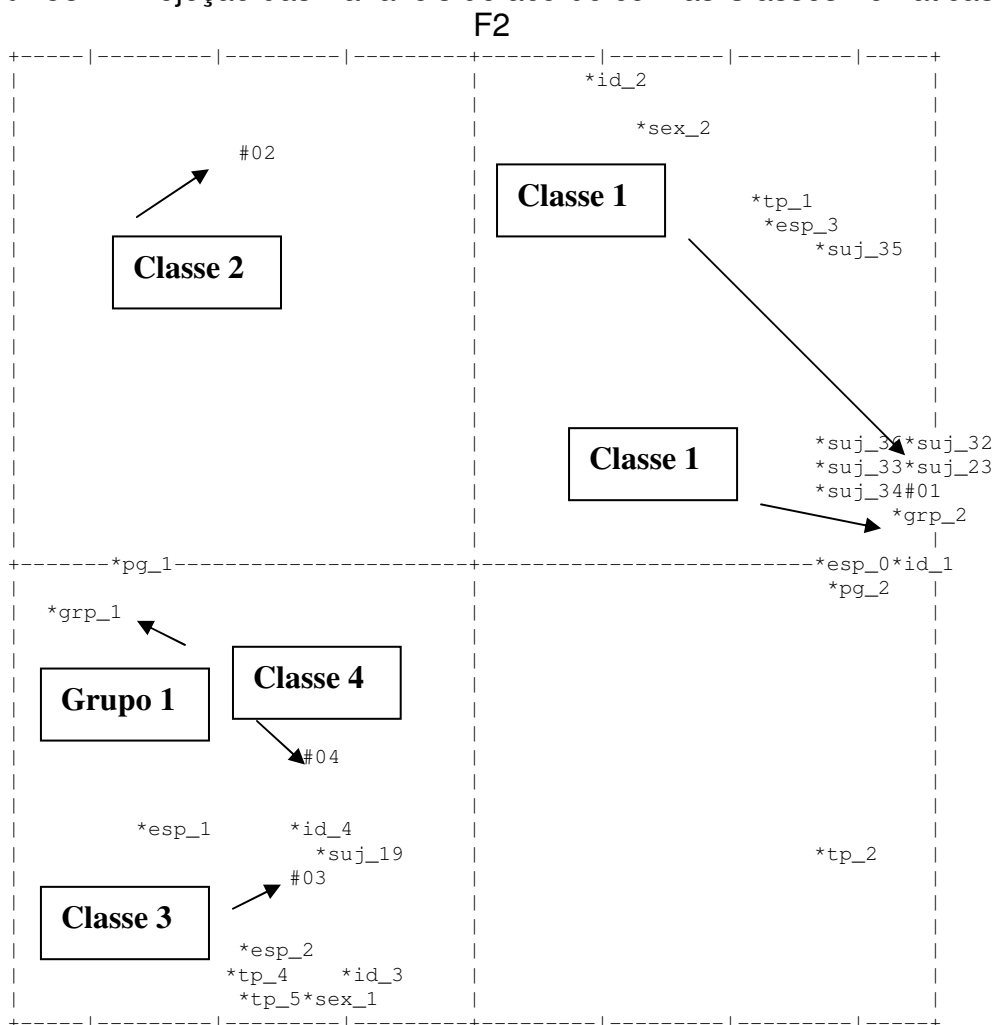 F2
+-----|---------|---------|---------+---------|---------|---------|-----+
| | *id_2 |
| | *sex_2 |
| #02 | |
Classe 1
| | *tp_1 |
| | *esp_3 |
| | *suj_35 |
Classe 2
| | *suj_36*suj_32
Classe 1
| | *suj_33*suj_23
| | *suj_34#01 |
| | *grp_2 |
+-------*pg_1-----------------------+--------------------------*esp_0*id_1
| | *pg_2 |
| *grp_1 | |
Classe 4
Grupo 1
| #04 | |
| *esp_1 *id_4 | |
| *suj_19 | *tp_2 |
| #03 | |
Classe 3
| *esp_2 | |
| *tp_4 *id_3 | |
| *tp_5*sex_1 | |
+-----|---------|---------|---------+---------|---------|---------|-----+